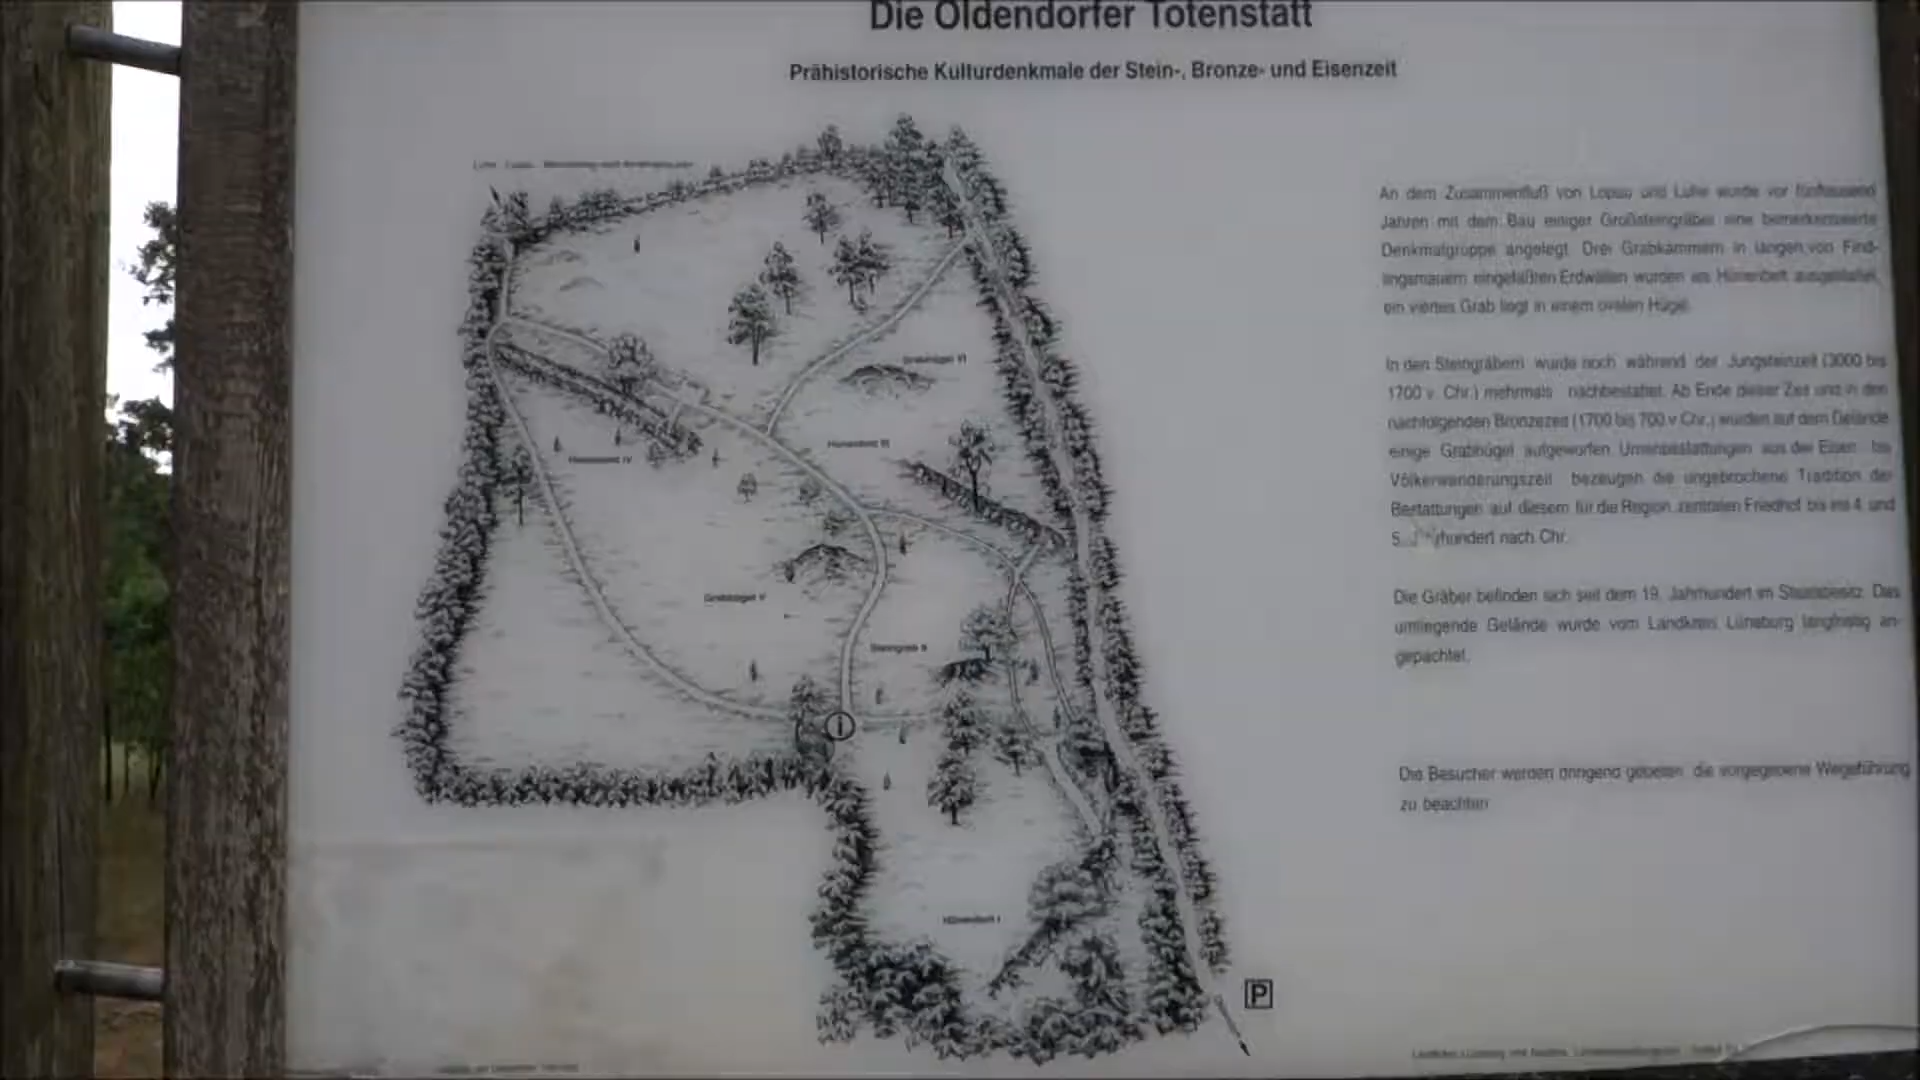 Die Oldendorfer Totenstatt
Prähistorische Kulturdenkmale der Stein-, Bronze- und Eisenzeit
An dem Zusammenfluß von Lopau und Luhe wurde vor fünftausend
Jahren mit dem Bau einiger Großsteingräber eine bemerkenswerte
Denkmalgruppe angelegt. Drei Grabkammern in langen von Find-
lingsmauern eingefaßten Erdwällen wurden als Hünenbett ausgestaltet,
ein viertes Grab liegt in einem ovalen Hügel.
In den Steingräbern wurde noch während der Jungsteinzeit (3000 bis
1700 v. Chr.) mehrmals nachbestattet. Ab Ende dieser Zeit und in der
nachfolgenden Bronzezeit (1700 bis 700 v. Chr.) wurden auf dem Gelände
einige Grabhügel aufgeworfen. Urnenbestattungen aus der Eisen- bis
Völkerwanderungszeit bezeugen die ungebrochene Tradition der
Bestattungen auf diesem für die Region zentralen Friedhof bis ins 4. und
5. rhundert nach Chr.
Die Gräber befinden sich seit dem 19. Jahrhundert im Staatsbesitz. Das
umliegende Gelände wurde vom Landkreis Lüneburg langfristig an-
gepachtet.
Die Besucher werden dringend gebeten, die vorgegebene Wegeführung
zu beachten
Grabhügel VI
Hünenbett III
Hünenbett IV
Grabhügel V
Steingrab II
i
Hünenbett I
P